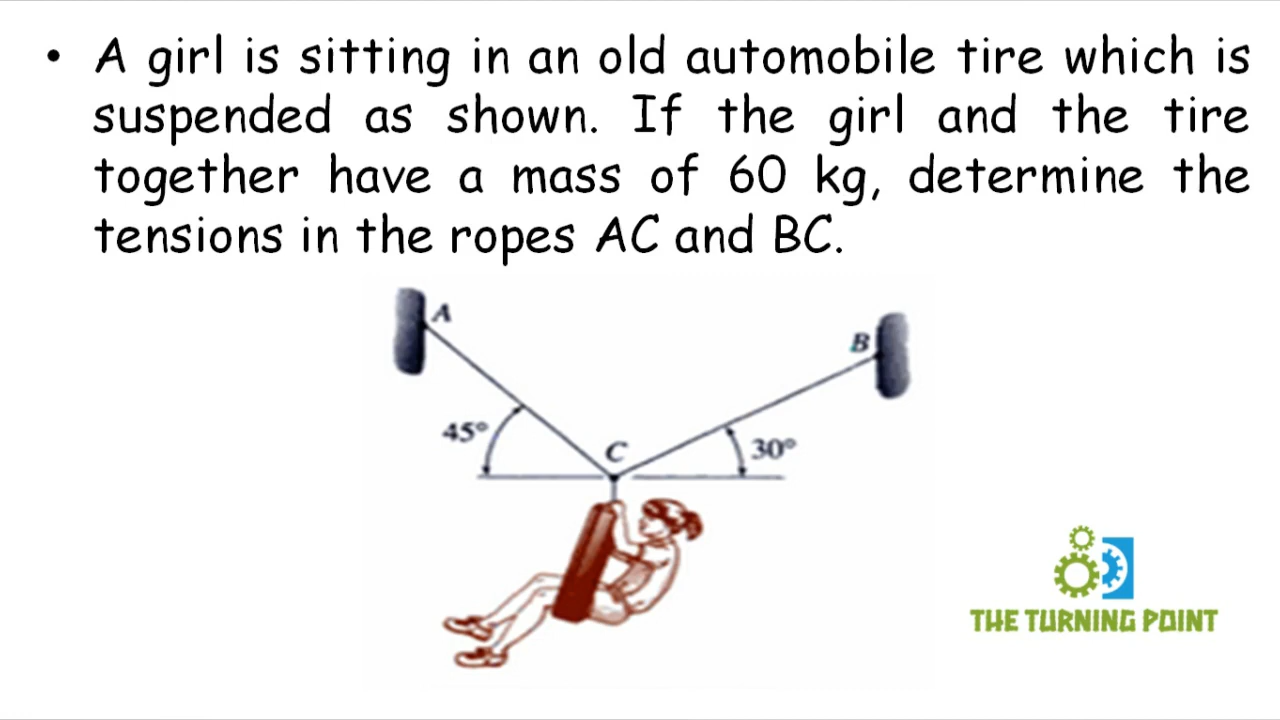 • A girl is sitting in an old automobile tire which is
suspended as shown. If the girl and the tire
together have a mass of 60 kg, determine the
tensions in the ropes AC and BC.
A
B
45°
C
30°
THE TURNING POINT